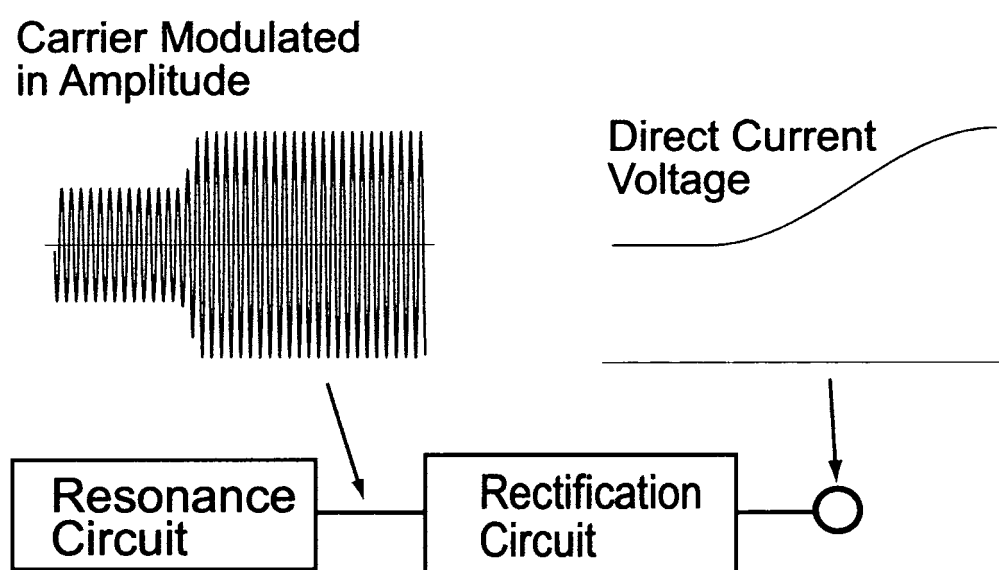 Carrier Modulated
in Amplitude
Direct Current
Voltage
Resonance
Circuit
Rectification
Circuit